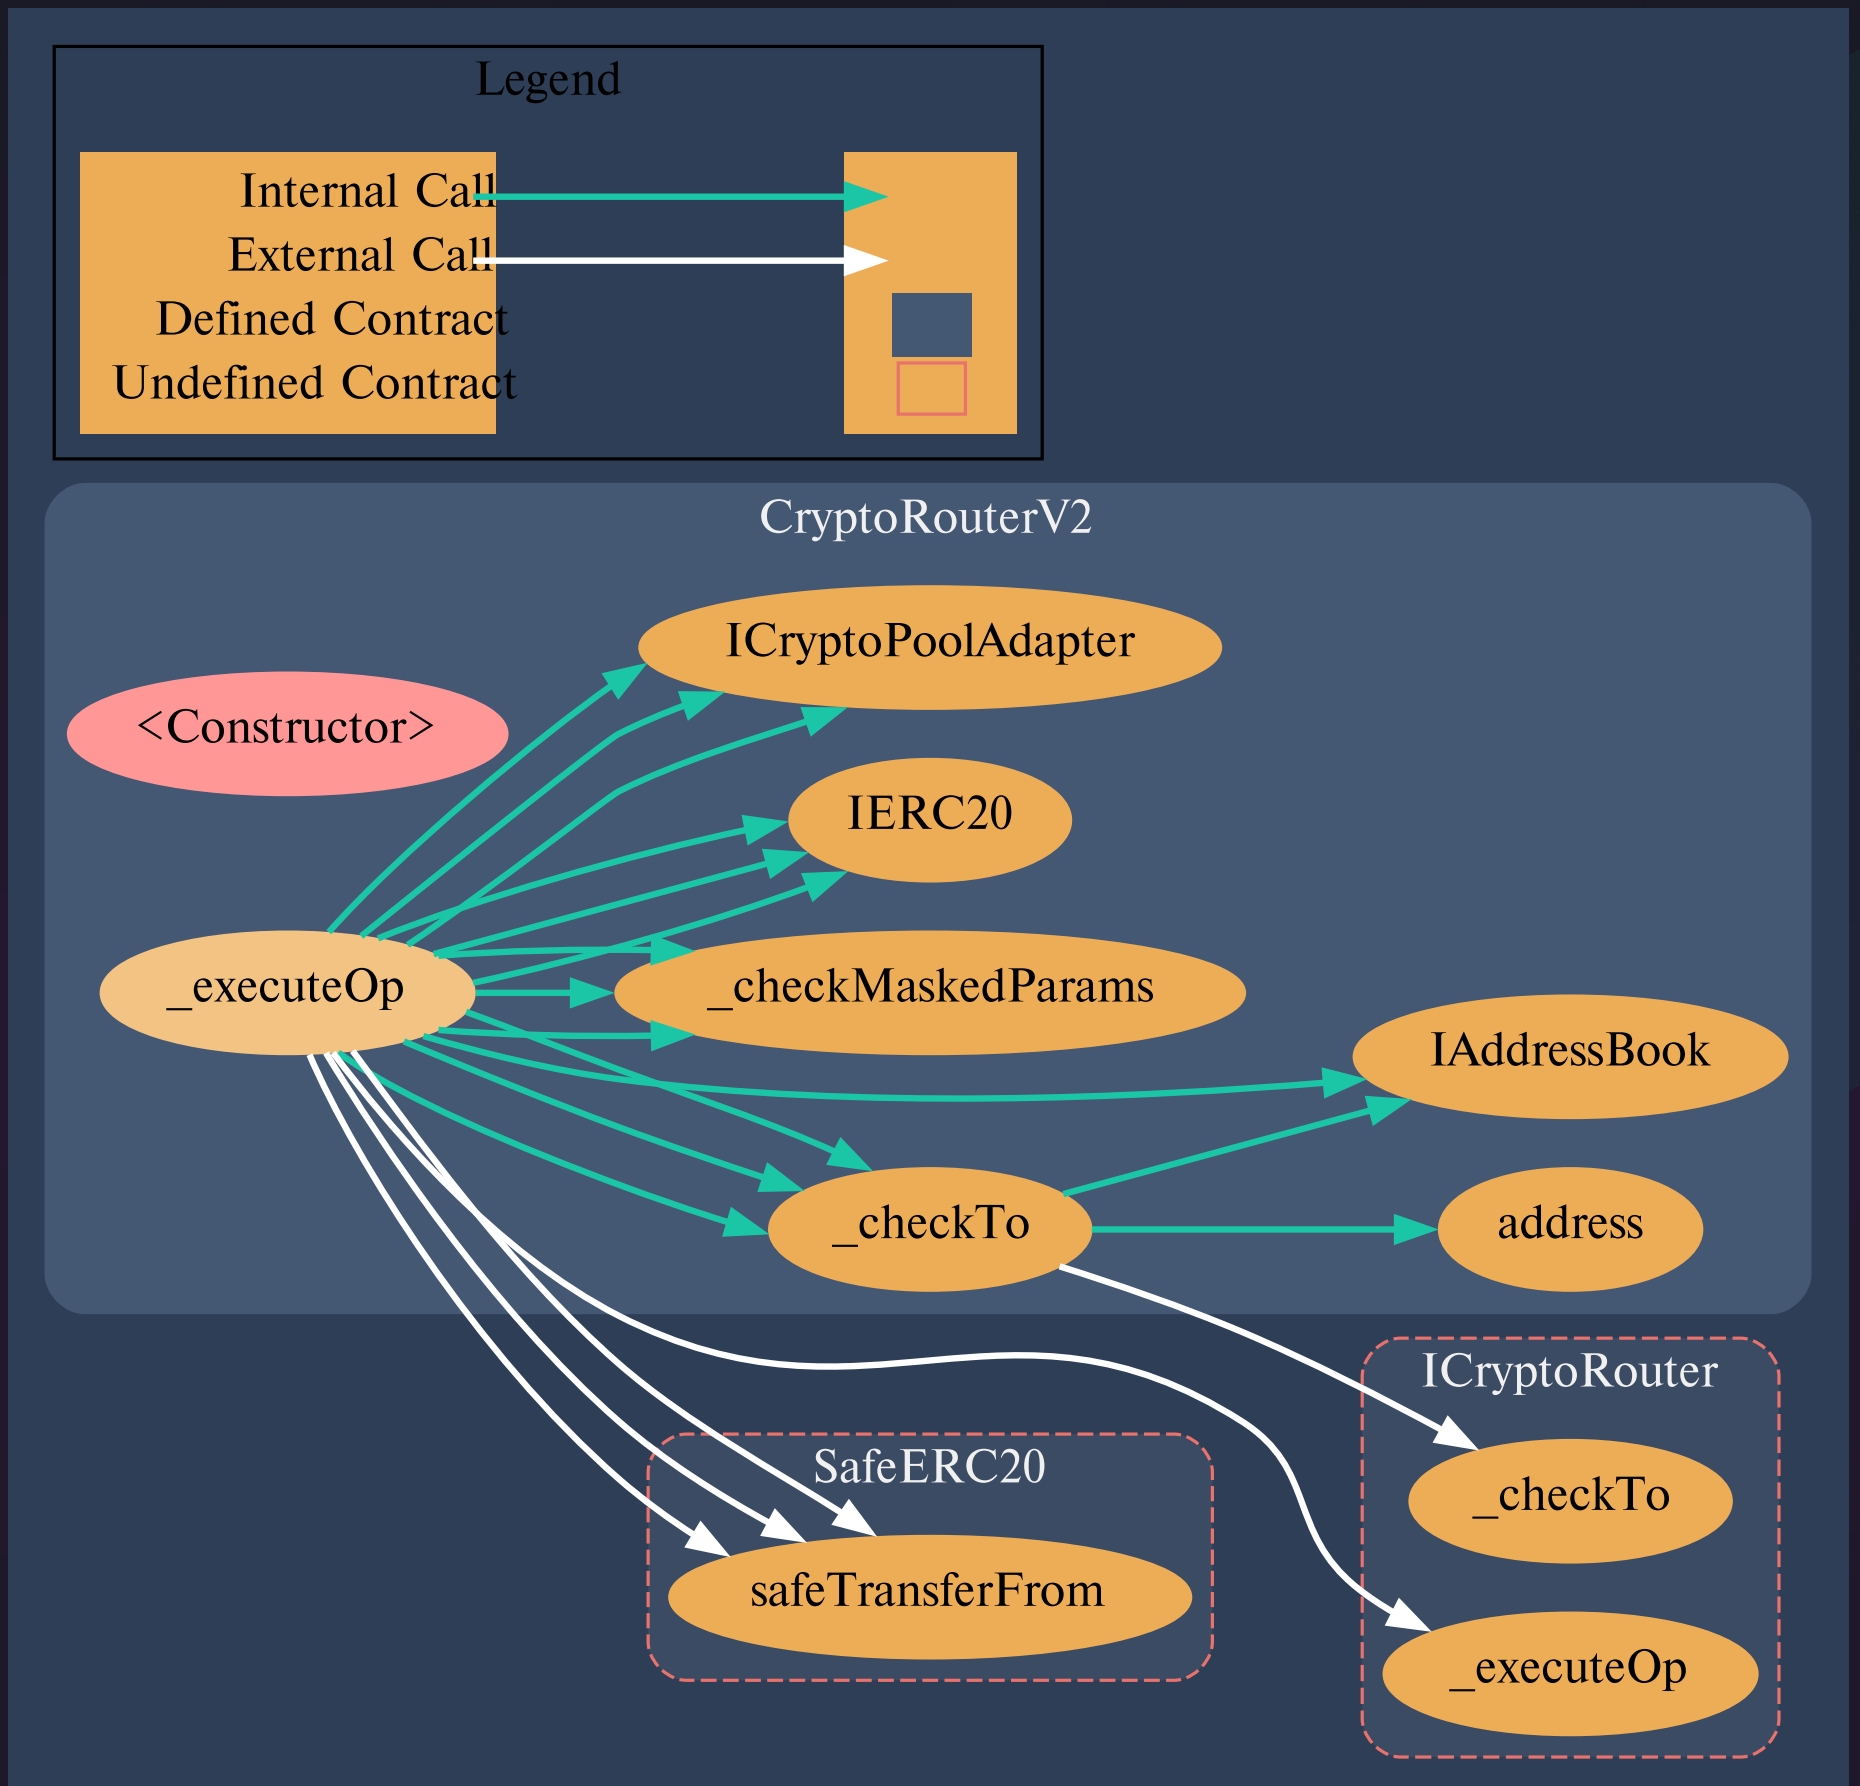 Legend
Internal Call
External Call
Defined Contract
Undefined Contract
CryptoRouterV2
ICryptoPoolAdapter
<Constructor>
IERC20
_executeOp
_checkMaskedParams
IAddressBook
_checkTo
address
ICryptoRouter
SafeERC20
_checkTo
safeTransferFrom
_executeOp